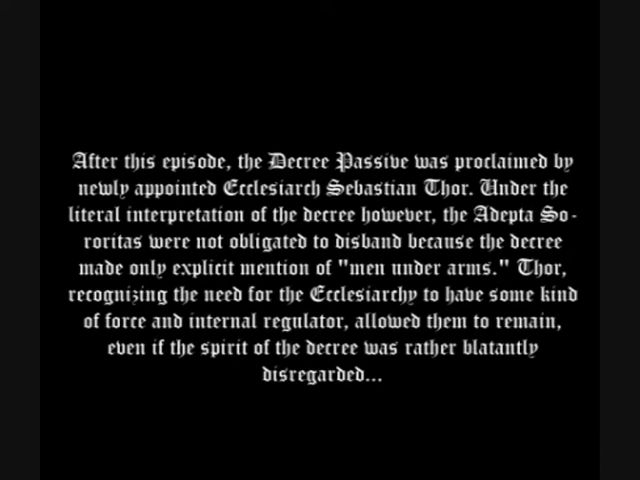 After this episode, the Decree Passive was proclaimed by
newly appointed Ecclesiarch Sebastian Thor. Under the
literal interpretation of the decree however, the Adepta So-
roritas were not obligated to disband because the decree
made only explicit mention of "men under arms." Thor,
recognizing the need for the Ecclesiarchy to have some kind
of force and internal regulator, allowed them to remain,
even if the spirit of the decree was rather blatantly
disregarded...